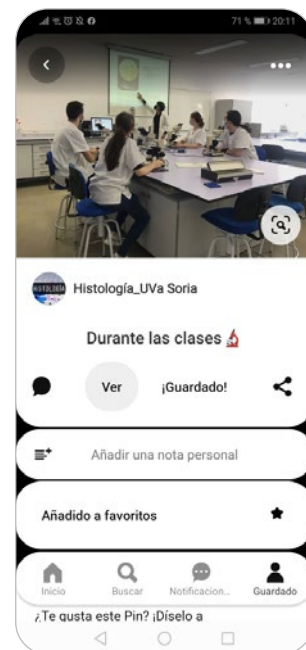 71 % 20:11
HISTOLOGÍA
Histología_UVa Soria
Durante las clases
Ver ¡Guardado!
Añadir una nota personal
Añadido a favoritos
Inicio Buscar Notificacion... Guardado
¿Te gusta este Pin? ¡Díselo a